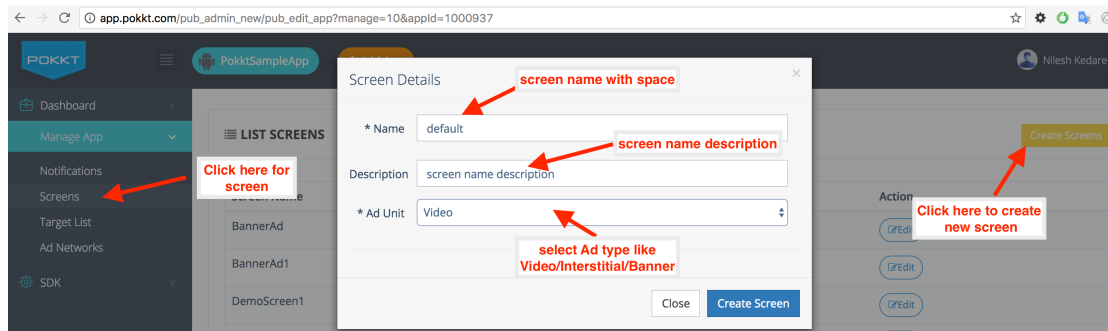 app.pokkt.com/pub_admin_new/pub_edit_app?manage=10&appId=1000937
POKKT
PokktSampleApp
Nilesh Kedare
Screen Details
×
screen name with space
Dashboard
Manage App
Notifications
Screens
Target List
Ad Networks
SDK
LIST SCREENS
Create Screens
* Name
default
screen name description
Description
screen name description
* Ad Unit
Video
Click here for
screen
Screen Name
Action
BannerAd
Edit
BannerAd1
Edit
DemoScreen1
Edit
Click here to create
new screen
select Ad type like
Video/Interstitial/Banner
Close
Create Screen